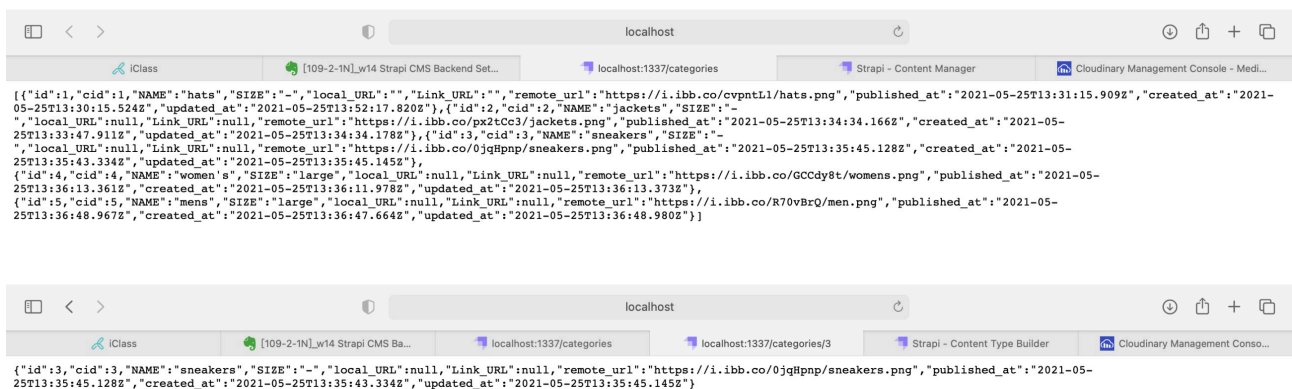 localhost
iClass
[109-2-1N]_w14 Strapi CMS Backend Set...
localhost:1337/categories
Strapi - Content Manager
Cloudinary Management Console - Medi...
[{"id":1,"cid":1,"NAME":"hats","SIZE":"-","local_URL":"","Link_URL":"","remote_url":"https://i.ibb.co/cvpntL1/hats.png","published_at":"2021-05-25T13:31:15.909Z","created_at":"2021-
05-25T13:30:15.524Z","updated_at":"2021-05-25T13:52:17.820Z"},{"id":2,"cid":2,"NAME":"jackets","SIZE":"-
","local_URL":null,"Link_URL":null,"remote_url":"https://i.ibb.co/px2tCc3/jackets.png","published_at":"2021-05-25T13:34:34.166Z","created_at":"2021-05-
25T13:33:47.911Z","updated_at":"2021-05-25T13:34:34.178Z"},{"id":3,"cid":3,"NAME":"sneakers","SIZE":"-
","local_URL":null,"Link_URL":null,"remote_url":"https://i.ibb.co/0jqHpnp/sneakers.png","published_at":"2021-05-25T13:35:45.128Z","created_at":"2021-05-
25T13:35:43.334Z","updated_at":"2021-05-25T13:35:45.145Z"},
{"id":4,"cid":4,"NAME":"women's","SIZE":"large","local_URL":null,"Link_URL":null,"remote_url":"https://i.ibb.co/GCCdy8t/womens.png","published_at":"2021-05-
25T13:36:13.361Z","created_at":"2021-05-25T13:36:11.978Z","updated_at":"2021-05-25T13:36:13.373Z"},
{"id":5,"cid":5,"NAME":"mens","SIZE":"large","local_URL":null,"Link_URL":null,"remote_url":"https://i.ibb.co/R70vBrQ/men.png","published_at":"2021-05-
25T13:36:48.967Z","created_at":"2021-05-25T13:36:47.664Z","updated_at":"2021-05-25T13:36:48.980Z"}]
localhost
iClass
[109-2-1N]_w14 Strapi CMS Ba...
localhost:1337/categories
localhost:1337/categories/3
Strapi - Content Type Builder
Cloudinary Management Conso...
{"id":3,"cid":3,"NAME":"sneakers","SIZE":"-","local_URL":null,"Link_URL":null,"remote_url":"https://i.ibb.co/0jqHpnp/sneakers.png","published_at":"2021-05-
25T13:35:45.128Z","created_at":"2021-05-25T13:35:43.334Z","updated_at":"2021-05-25T13:35:45.145Z"}